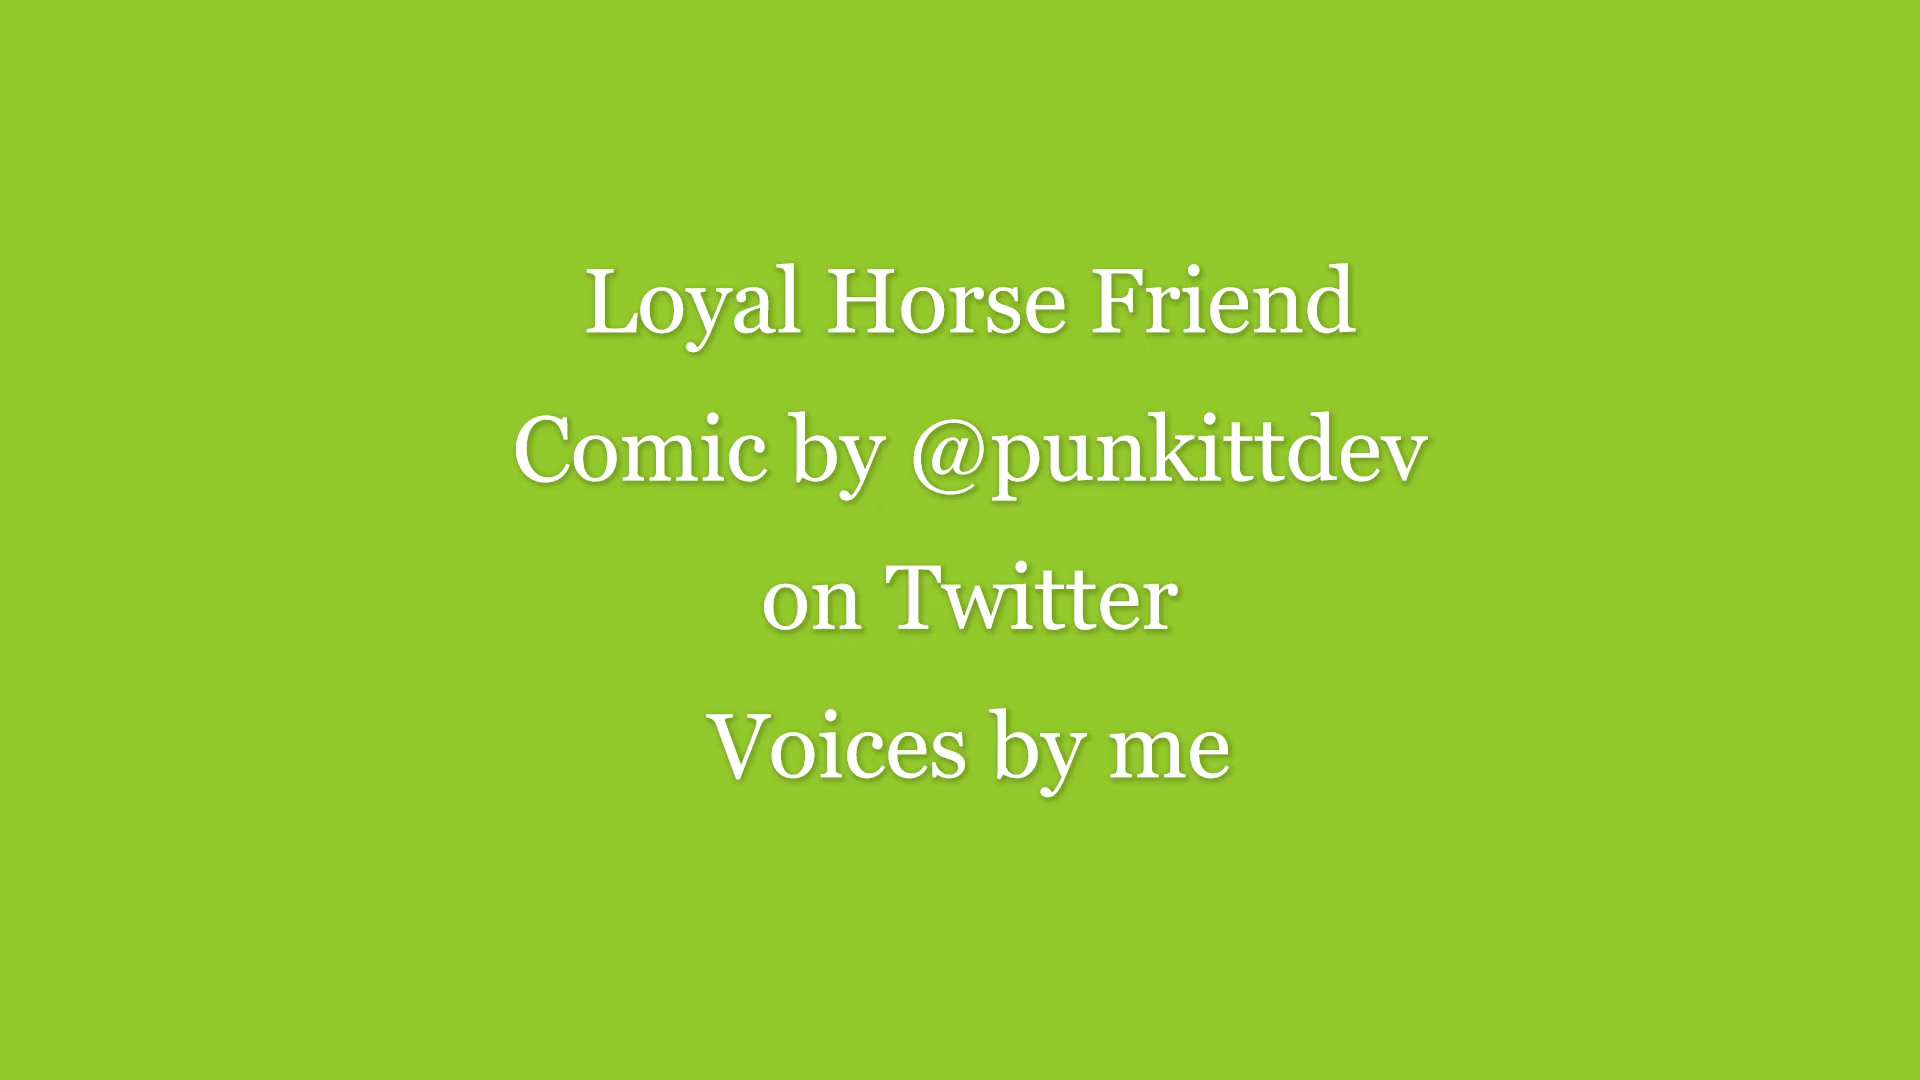 Loyal Horse Friend
Comic by @punkittdev
on Twitter
Voices by me